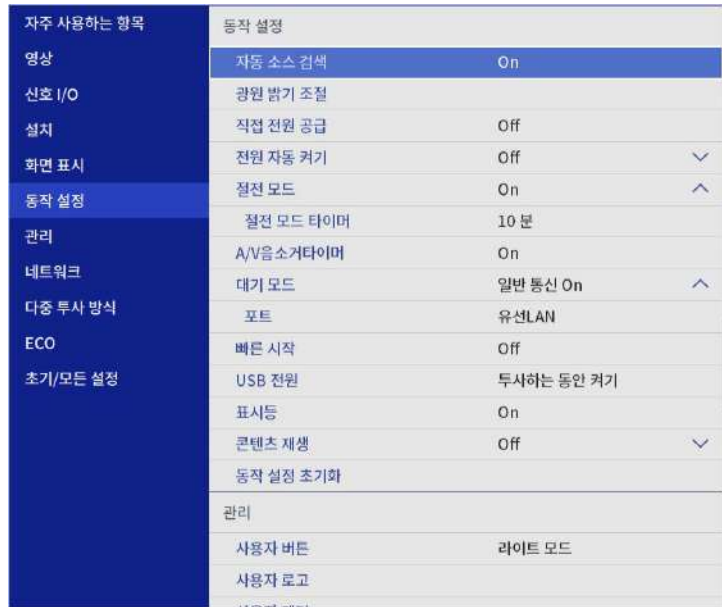 자주 사용하는 항목
영상
신호 I/O
설치
화면 표시
동작 설정
관리
네트워크
다중 투사 방식
ECO
초기/모든 설정
동작 설정
자동 소스 검색 On
광원 밝기 조절
직접 전원 공급 Off
전원 자동 켜기 Off
절전 모드 On
절전 모드 타이머 10 분
A/V음소거타이머 On
대기 모드 일반 통신 On
포트 유선LAN
빠른 시작 Off
USB 전원 투사하는 동안 켜기
표시등 On
콘텐츠 재생 Off
동작 설정 초기화
관리
사용자 버튼 라이트 모드
사용자 로고